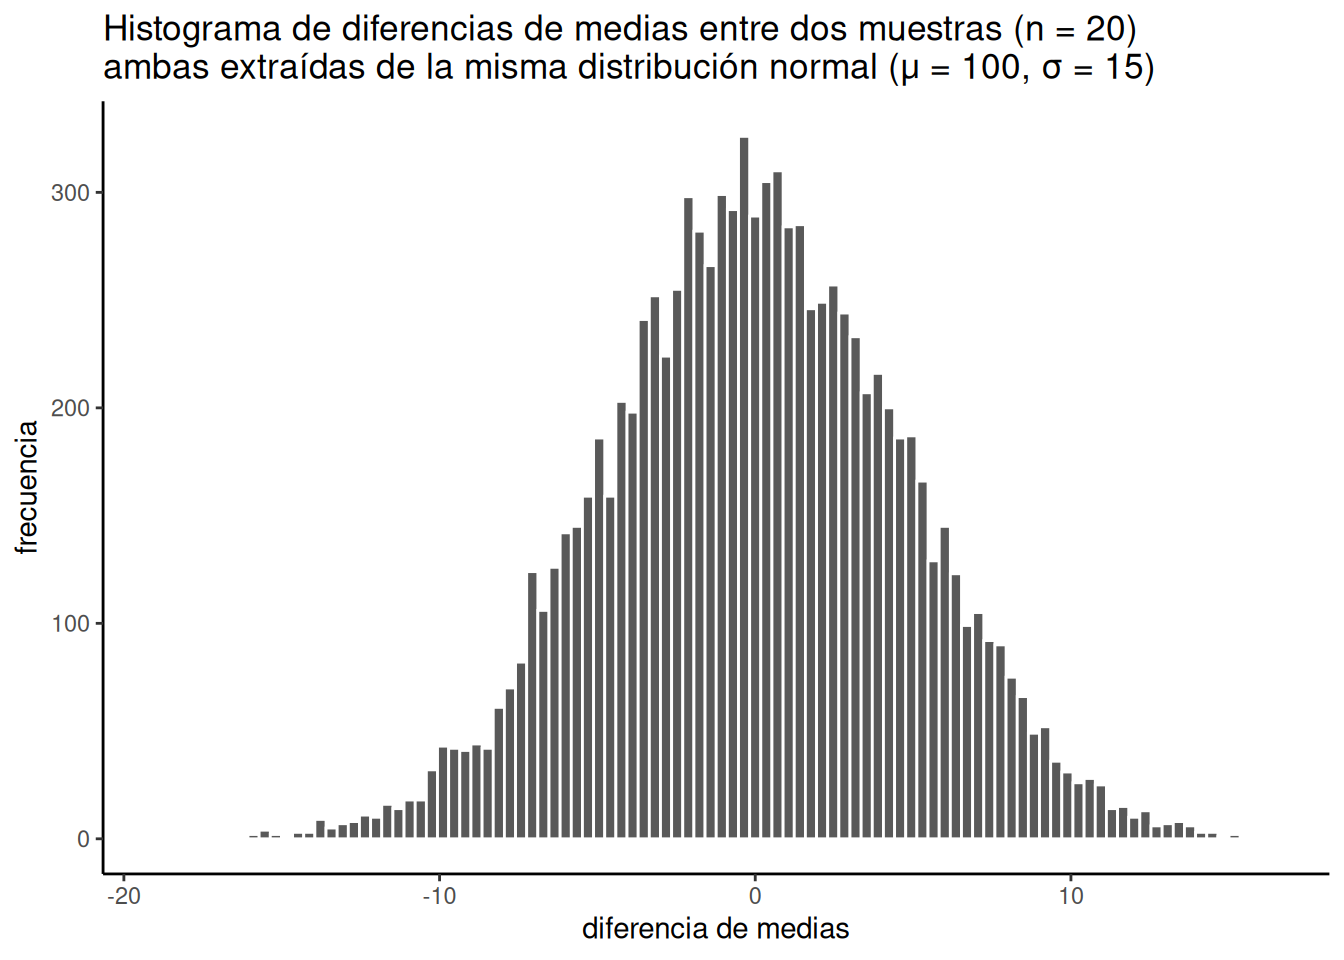 Histograma de diferencias de medias entre dos muestras (n = 20)
ambas extraídas de la misma distribución normal (μ = 100, σ = 15)
frecuencia
300
200
100
0
-20
-10
0
10
diferencia de medias